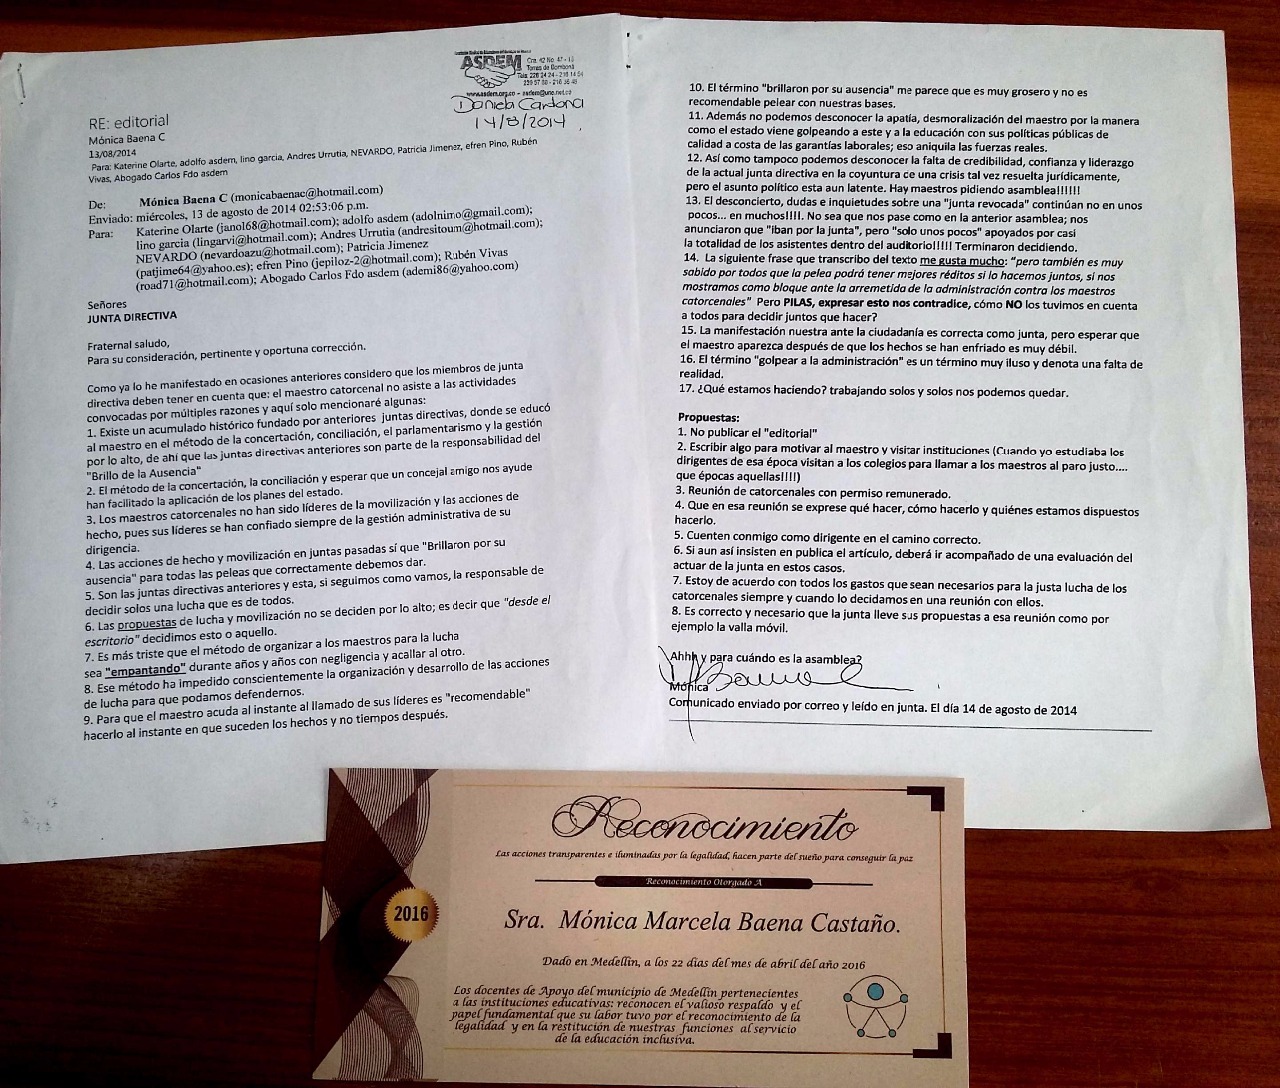 ASDEM
Cra. 42 No. 47 - 13
Torres de Bomboná
www.asdem.org.co - asdem@une.net.co
Daniela Cardona
14/8/2014
RE: editorial
Mónica Baena C
13/08/2014
Para: Katerine Olarte, adolfo asdem, lino garcia, Andres Urrutia, NEVARDO, Patricia Jimenez, efren Pino, Rubén
Vivas, Abogado Carlos Fdo asdem
De: Mónica Baena C (monicabaenac@hotmail.com)
Enviado: miércoles, 13 de agosto de 2014 02:53:06 p.m.
Para: Katerine Olarte (jano168@hotmail.com); adolfo asdem (adolnimo@gmail.com);
lino garcia (lingarvi@hotmail.com); Andres Urrutia (andresitoum@hotmail.com);
NEVARDO (nevardoazu@hotmail.com); Patricia Jimenez
(patjime64@yahoo.es); efren Pino (jepiloz-2@hotmail.com); Rubén Vivas
(road71@hotmail.com); Abogado Carlos Fdo asdem (ademi86@yahoo.com)
Señores
JUNTA DIRECTIVA
Fraternal saludo,
Para su consideración, pertinente y oportuna corrección.
Como ya lo he manifestado en ocasiones anteriores considero que los miembros de junta
directiva deben tener en cuenta que: el maestro catorcenal no asiste a las actividades
convocadas por múltiples razones y aquí solo mencionaré algunas:
1. Existe un acumulado histórico fundado por anteriores juntas directivas, donde se educó
al maestro en el método de la concertación, conciliación, el parlamentarismo y la gestión
por lo alto, de ahí que las juntas directivas anteriores son parte de la responsabilidad del
"Brillo de la Ausencia"
2. El método de la concertación, la conciliación y esperar que un concejal amigo nos ayude
han facilitado la aplicación de los planes del estado.
3. Los maestros catorcenales no han sido líderes de la movilización y las acciones de
hecho, pues sus líderes se han confiado siempre de la gestión administrativa de su
dirigencia.
4. Las acciones de hecho y movilización en juntas pasadas sí que "Brillaron por su
ausencia" para todas las peleas que correctamente debemos dar.
5. Son las juntas directivas anteriores y esta, si seguimos como vamos, la responsable de
decidir solos una lucha que es de todos.
6. Las propuestas de lucha y movilización no se deciden por lo alto; es decir que "desde el
escritorio" decidimos esto o aquello.
7. Es más triste que el método de organizar a los maestros para la lucha
sea "empantando" durante años y años con negligencia y acallar al otro.
8. Ese método ha impedido conscientemente la organización y desarrollo de las acciones
de lucha para que podamos defendernos.
9. Para que el maestro acuda al instante al llamado de sus líderes es "recomendable"
hacerlo al instante en que suceden los hechos y no tiempos después.
10. El término "brillaron por su ausencia" me parece que es muy grosero y no es
recomendable pelear con nuestras bases.
11. Además no podemos desconocer la apatía, desmoralización del maestro por la manera
como el estado viene golpeando a este y a la educación con sus políticas públicas de
calidad a costa de las garantías laborales; eso aniquila las fuerzas reales.
12. Así como tampoco podemos desconocer la falta de credibilidad, confianza y liderazgo
de la actual junta directiva en la coyuntura de una crisis tal vez resuelta jurídicamente,
pero el asunto político esta aun latente. Hay maestros pidiendo asamblea!!!!!!
13. El desconcierto, dudas e inquietudes sobre una "junta revocada" continúan no en unos
pocos... en muchos!!!!. No sea que nos pase como en la anterior asamblea; nos
anunciaron que "iban por la junta", pero "solo unos pocos" apoyados por casi
la totalidad de los asistentes dentro del auditorio!!!!! Terminaron decidiendo.
14. La siguiente frase que transcribo del texto me gusta mucho: "pero también es muy
sabido por todos que la pelea podrá tener mejores réditos si lo hacemos juntos, si nos
mostramos como bloque ante la arremetida de la administración contra los maestros
catorcenales" Pero PILAS, expresar esto nos contradice, cómo NO los tuvimos en cuenta
a todos para decidir juntos que hacer?
15. La manifestación nuestra ante la ciudadanía es correcta como junta, pero esperar que
el maestro aparezca después de que los hechos se han enfriado es muy débil.
16. El término "golpear a la administración" es un término muy iluso y denota una falta de
realidad.
17. ¿Qué estamos haciendo? trabajando solos y solos nos podemos quedar.
Propuestas:
1. No publicar el "editorial"
2. Escribir algo para motivar al maestro y visitar instituciones (Cuando yo estudiaba los
dirigentes de esa época visitan a los colegios para llamar a los maestros al paro justo....
que épocas aquellas!!!!)
3. Reunión de catorcenales con permiso remunerado.
4. Que en esa reunión se exprese qué hacer, cómo hacerlo y quiénes estamos dispuestos
hacerlo.
5. Cuenten conmigo como dirigente en el camino correcto.
6. Si aun así insisten en publica el artículo, deberá ir acompañado de una evaluación del
actuar de la junta en estos casos.
7. Estoy de acuerdo con todos los gastos que sean necesarios para la justa lucha de los
catorcenales siempre y cuando lo decidamos en una reunión con ellos.
8. Es correcto y necesario que la junta lleve sus propuestas a esa reunión como por
ejemplo la valla móvil.
Ahhh y para cuándo es la asamblea?
Mónica
Comunicado enviado por correo y leído en junta. El día 14 de agosto de 2014
Reconocimiento
Las acciones transparentes e iluminadas por la legalidad, hacen parte del sueño para conseguir la paz
Reconocimiento Otorgado A
2016
Sra. Mónica Marcela Baena Castaño.
Dado en Medellín, a los 22 dias del mes de abril del año 2016
Los docentes de Apoyo del municipio de Medellín pertenecientes
a las instituciones educativas: reconocen el valioso respaldo y el
papel fundamental que su labor tuvo por el reconocimiento de la
legalidad y en la restitución de nuestras funciones al servicio
de la educación inclusiva.